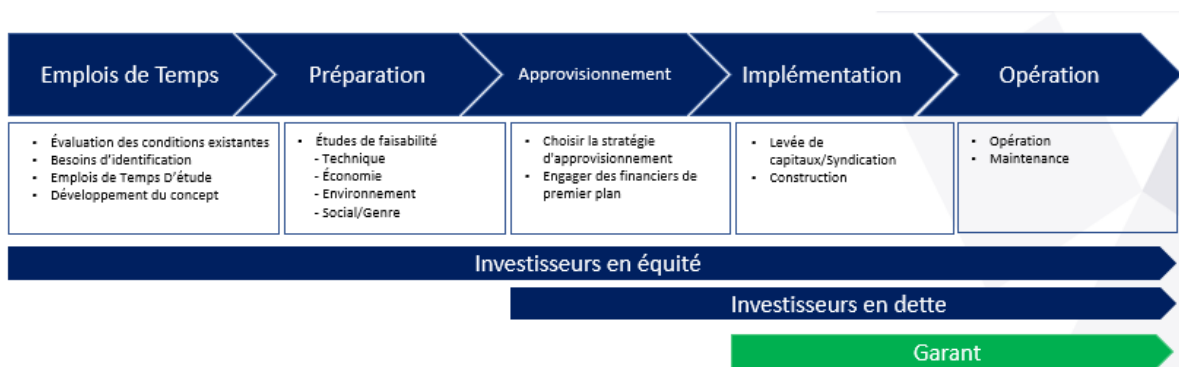 Emplois de Temps
Préparation
Approvisionnement
Implémentation
Opération
• Évaluation des conditions existantes
• Besoins d'identification
• Emplois de Temps D'étude
• Développement du concept
• Études de faisabilité
- Technique
- Économie
- Environnement
- Social/Genre
• Choisir la stratégie
d'approvisionnement
• Engager des financiers de
premier plan
• Levée de
capitaux/Syndication
• Construction
• Opération
• Maintenance
Investisseurs en équité
Investisseurs en dette
Garant